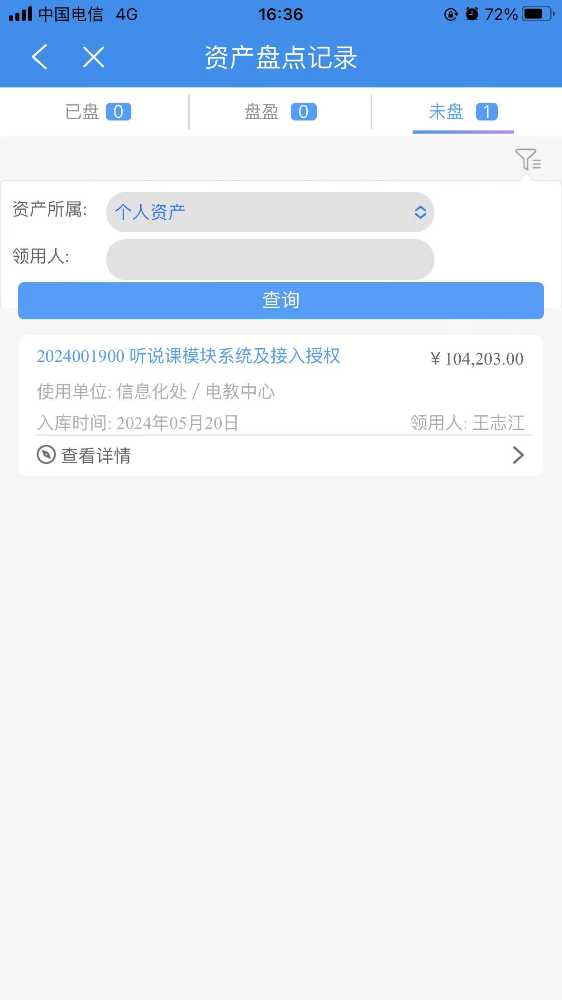 中国电信 4G 16:36 72%
资产盘点记录
已盘 0 盘盈 0 未盘 1
资产所属: 个人资产
领用人:
查询
2024001900 听说课模块系统及接入授权 ￥104,203.00
使用单位: 信息化处 / 电教中心
入库时间: 2024年05月20日 领用人: 王志江
查看详情